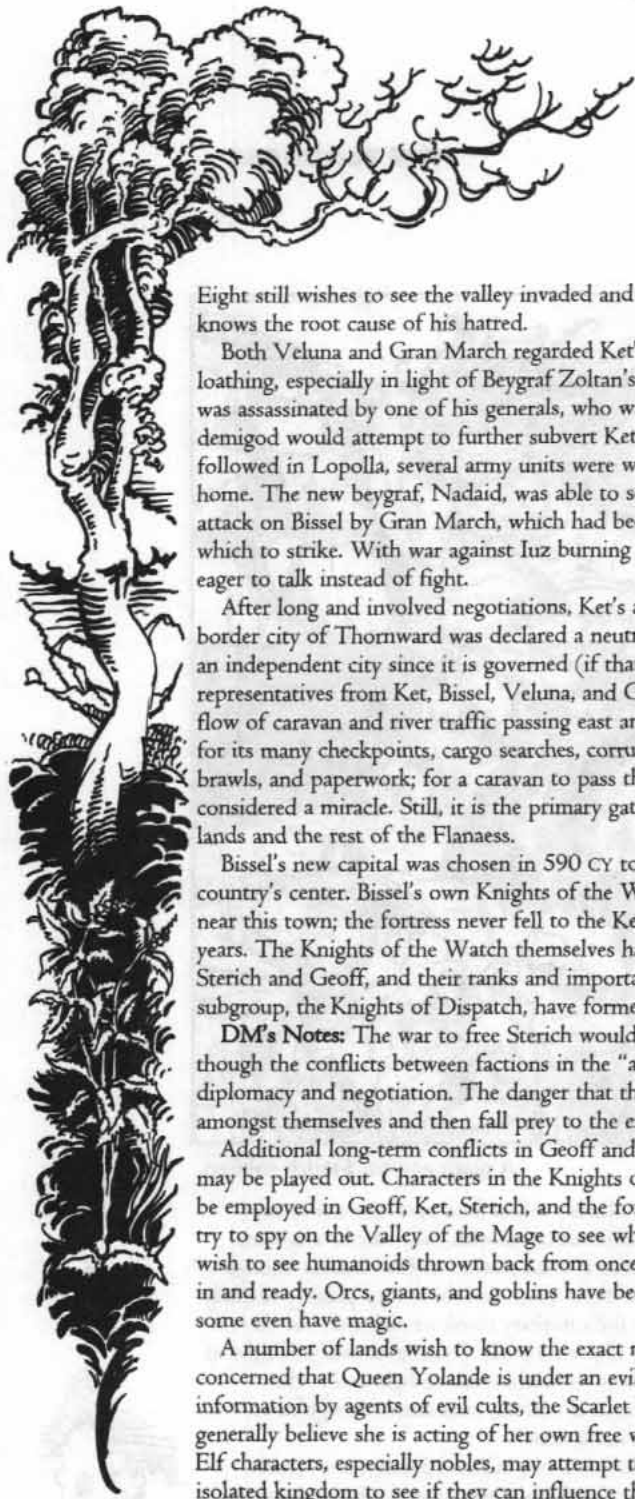 Eight still wishes to see the valley invaded and
knows the root cause of his hatred.
Both Veluna and Gran March regarded Ket'
loathing, especially in light of Beygraf Zoltan's
was assassinated by one of his generals, who w
demigod would attempt to further subvert Ket
followed in Lopolla, several army units were w
home. The new beygraf, Nadaid, was able to s
attack on Bissel by Gran March, which had be
which to strike. With war against Iuz burning
eager to talk instead of fight.
After long and involved negotiations, Ket's a
border city of Thornward was declared a neutr
an independent city since it is governed (if tha
representatives from Ket, Bissel, Veluna, and G
flow of caravan and river traffic passing east an
for its many checkpoints, cargo searches, corru
brawls, and paperwork; for a caravan to pass th
considered a miracle. Still, it is the primary gat
lands and the rest of the Flanaess.
Bissel's new capital was chosen in 590 CY to
country's center. Bissel's own Knights of the W
near this town; the fortress never fell to the Ke
years. The Knights of the Watch themselves ha
Sterich and Geoff, and their ranks and importa
subgroup, the Knights of Dispatch, have forme
DM's Notes: The war to free Sterich would
though the conflicts between factions in the "a
diplomacy and negotiation. The danger that th
amongst themselves and then fall prey to the e
Additional long-term conflicts in Geoff and
may be played out. Characters in the Knights o
be employed in Geoff, Ket, Sterich, and the fo
try to spy on the Valley of the Mage to see wh
wish to see humanoids thrown back from once
in and ready. Orcs, giants, and goblins have be
some even have magic.
A number of lands wish to know the exact n
concerned that Queen Yolande is under an evi
information by agents of evil cults, the Scarlet
generally believe she is acting of her own free w
Elf characters, especially nobles, may attempt t
isolated kingdom to see if they can influence th